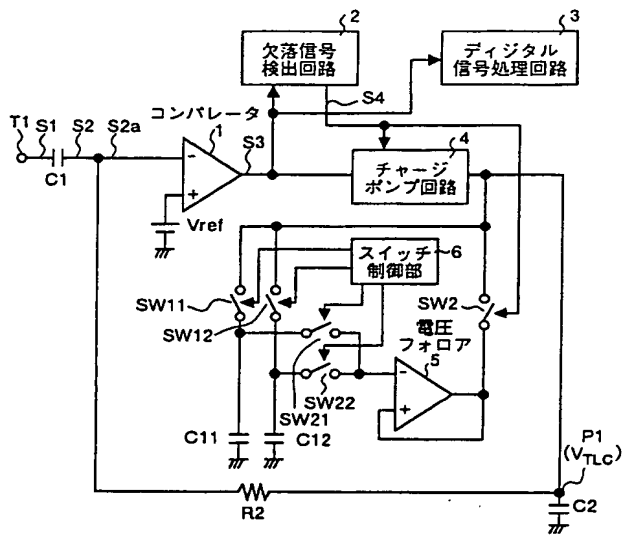 2
欠落信号
検出回路
3
ディジタル
信号処理回路
S4
コンパレータ
T1
S1
S2
S2a
1
S3
-
+
C1
Vref
4
チャージ
ポンプ回路
スイッチ
制御部
6
SW11
SW12
SW2
電圧
フォロア
5
-
+
SW22
SW21
C11
C12
P1
(VTLC)
R2
C2